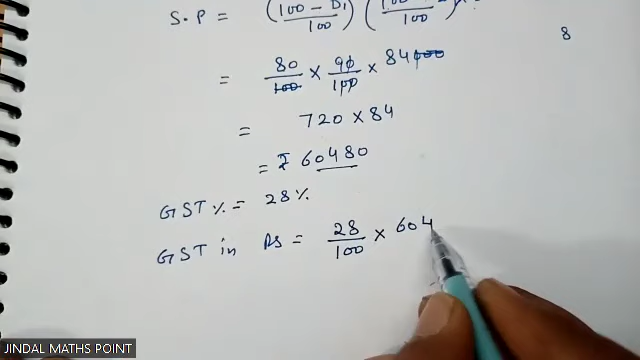 S.P = (100 - D1 / 100) (100 / 100) x
8
= 80/100 x 90/100 x 84000
= 720 x 84
= ₹ 60480
GST % = 28 %
GST in Rs = 28/100 x 604
JINDAL MATHS POINT